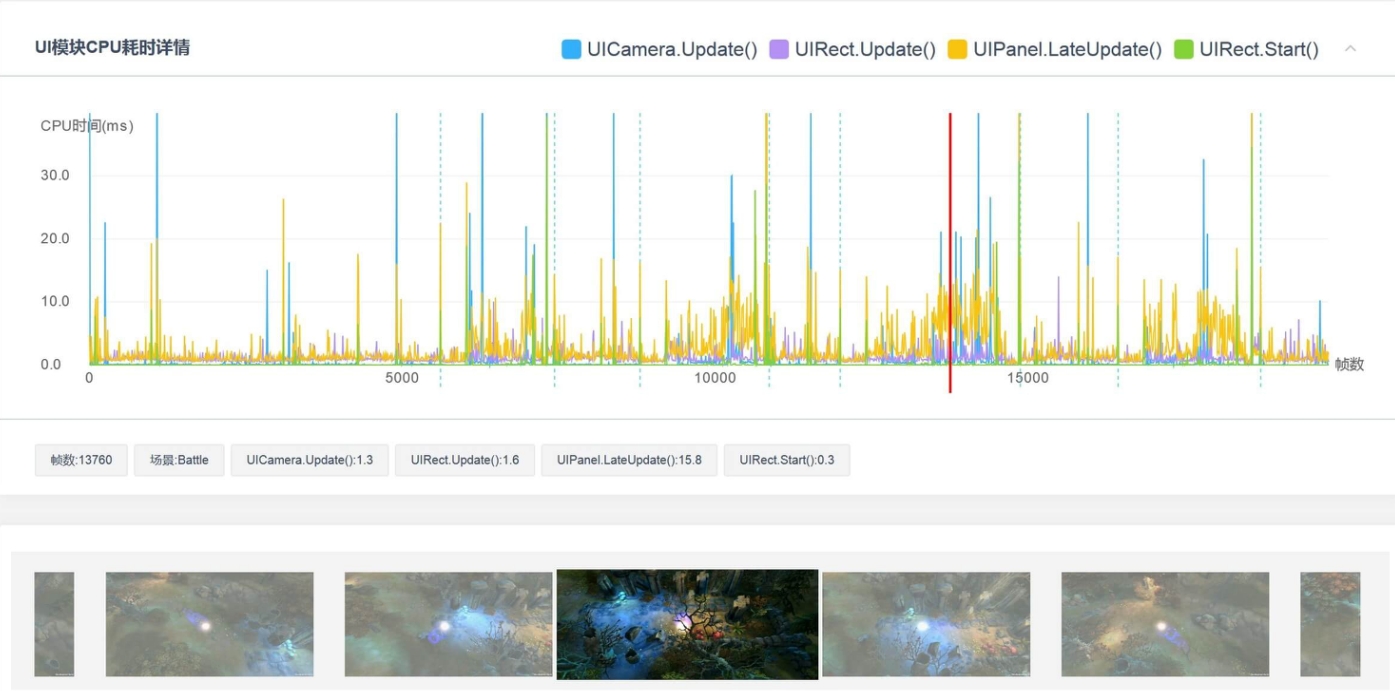 UI模块CPU耗时详情
UICamera.Update() UIRect.Update() UIPanel.LateUpdate() UIRect.Start()
CPU时间(ms)
30.0
20.0
10.0
0.0
0 5000 10000 15000 帧数
帧数:13760 场景:Battle UICamera.Update():1.3 UIRect.Update():1.6 UIPanel.LateUpdate():15.8 UIRect.Start():0.3